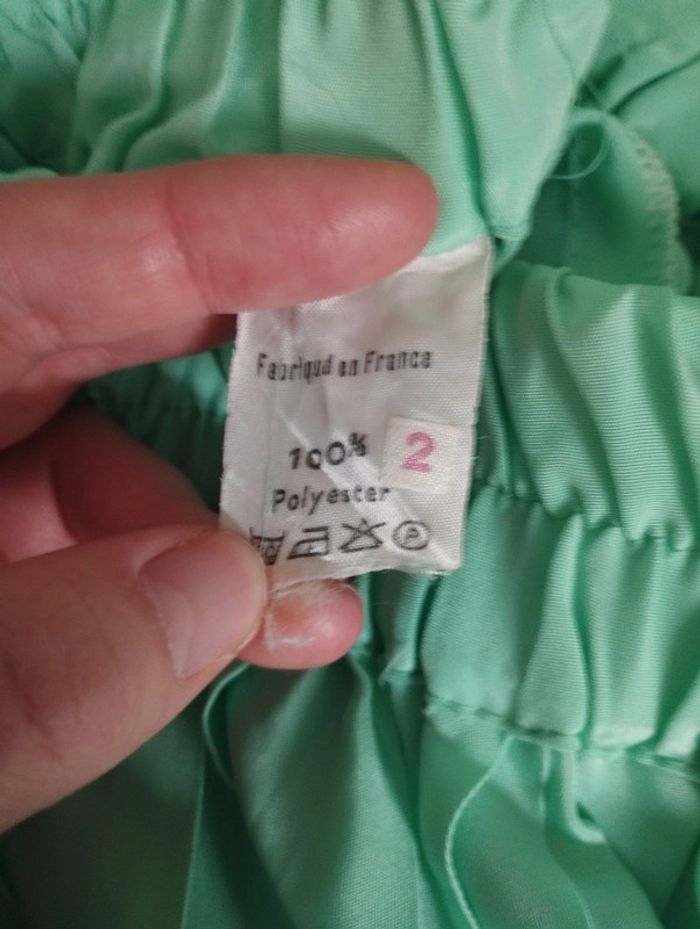 Fabriqué en France
100%
2
Polyester
P